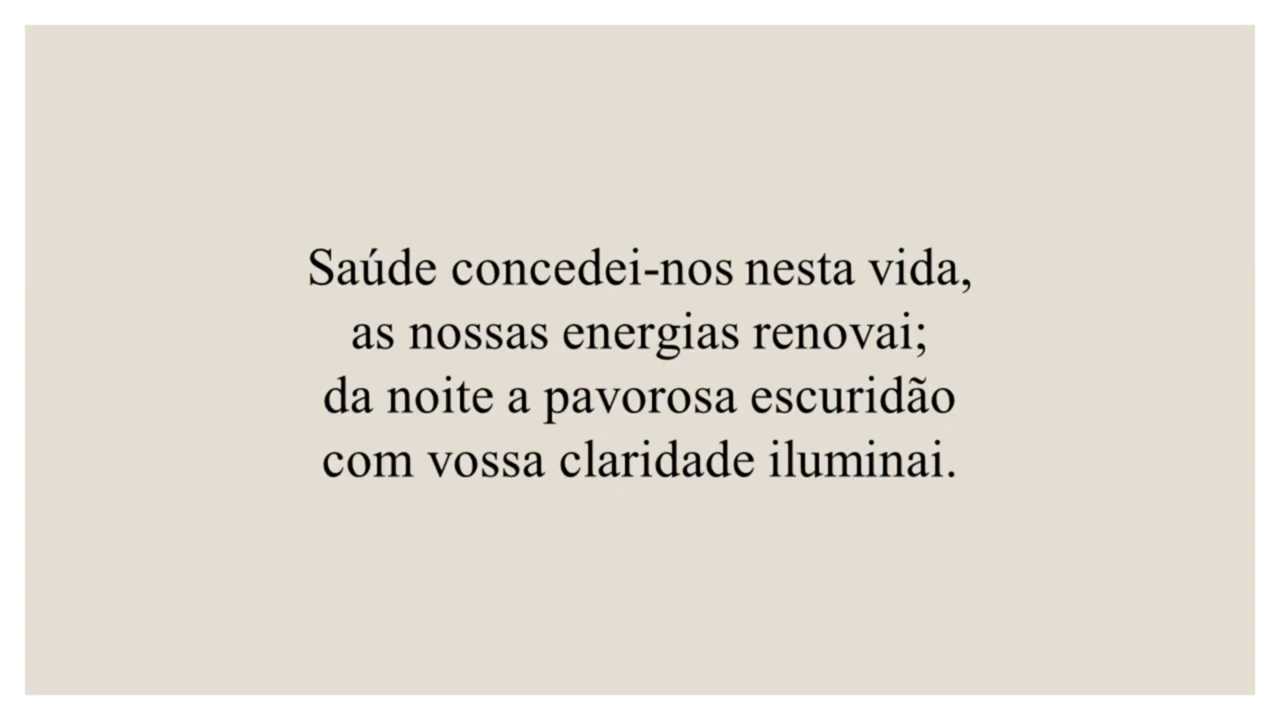 Saúde concedei-nos nesta vida,
as nossas energias renovai;
da noite a pavorosa escuridão
com vossa claridade iluminai.